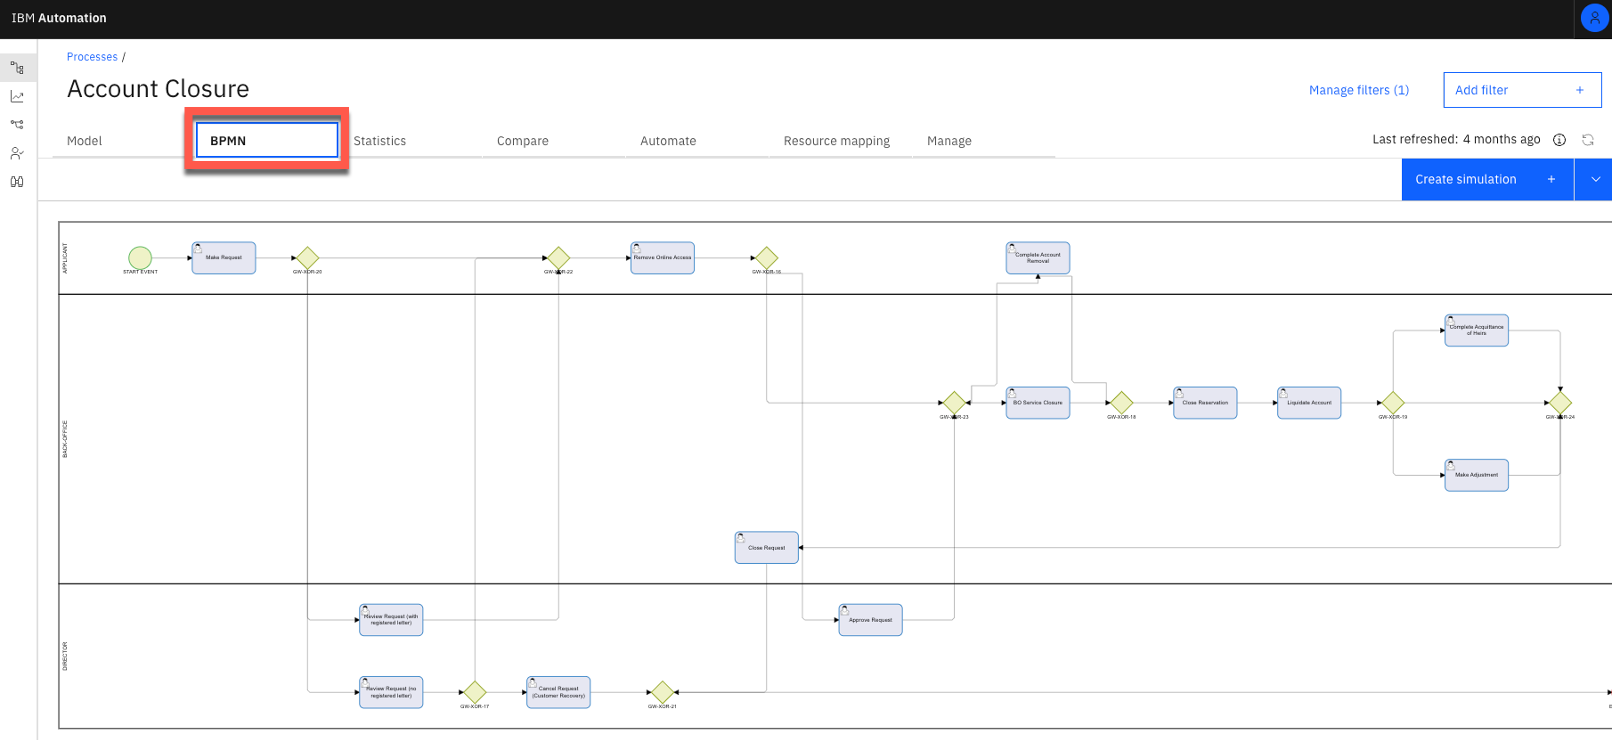 IBM Automation
Processes /
Account Closure
Manage filters (1)
Add filter +
Model
BPMN
Statistics
Compare
Automate
Resource mapping
Manage
Last refreshed: 4 months ago
Create simulation +
APPLICANT
START EVENT
Make Request
GW-XOR-20
GW-XOR-22
Remove Online Access
GW-XOR-16
Complete Account
Removal
BACK-OFFICE
Complete Acquittance
of Heirs
GW-XOR-23
BO Service Closure
GW-XOR-18
Close Reservation
Liquidate Account
GW-XOR-19
GW-XOR-24
Make Adjustment
Close Request
DIRECTOR
Review Request (with
registered letter)
Approve Request
Review Request (no
registered letter)
GW-XOR-17
Cancel Request
(Customer Recovery)
GW-XOR-21